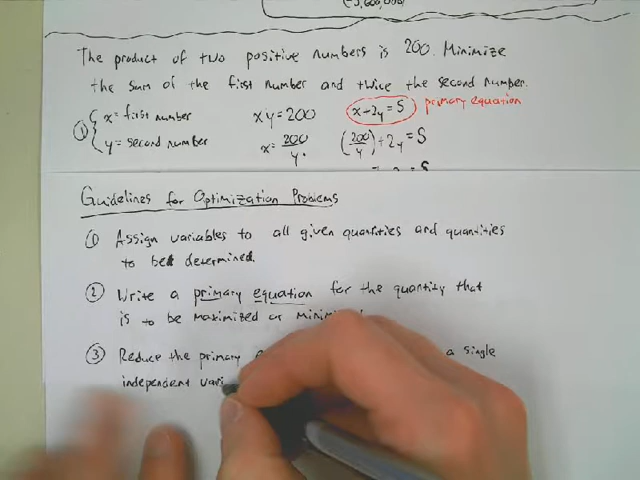 The product of two positive numbers is 200. Minimize
the sum of the first number and twice the second number.
① { x = first number
y = second number
xy = 200
x = 200/y .
x - 2y = S primary equation
(200/y) + 2y = S
Guidelines for Optimization Problems
① Assign variables to all given quantities and quantities
to be determined.
② Write a primary equation for the quantity that
is to be maximized or
③ Reduce the primary a single
independent vari